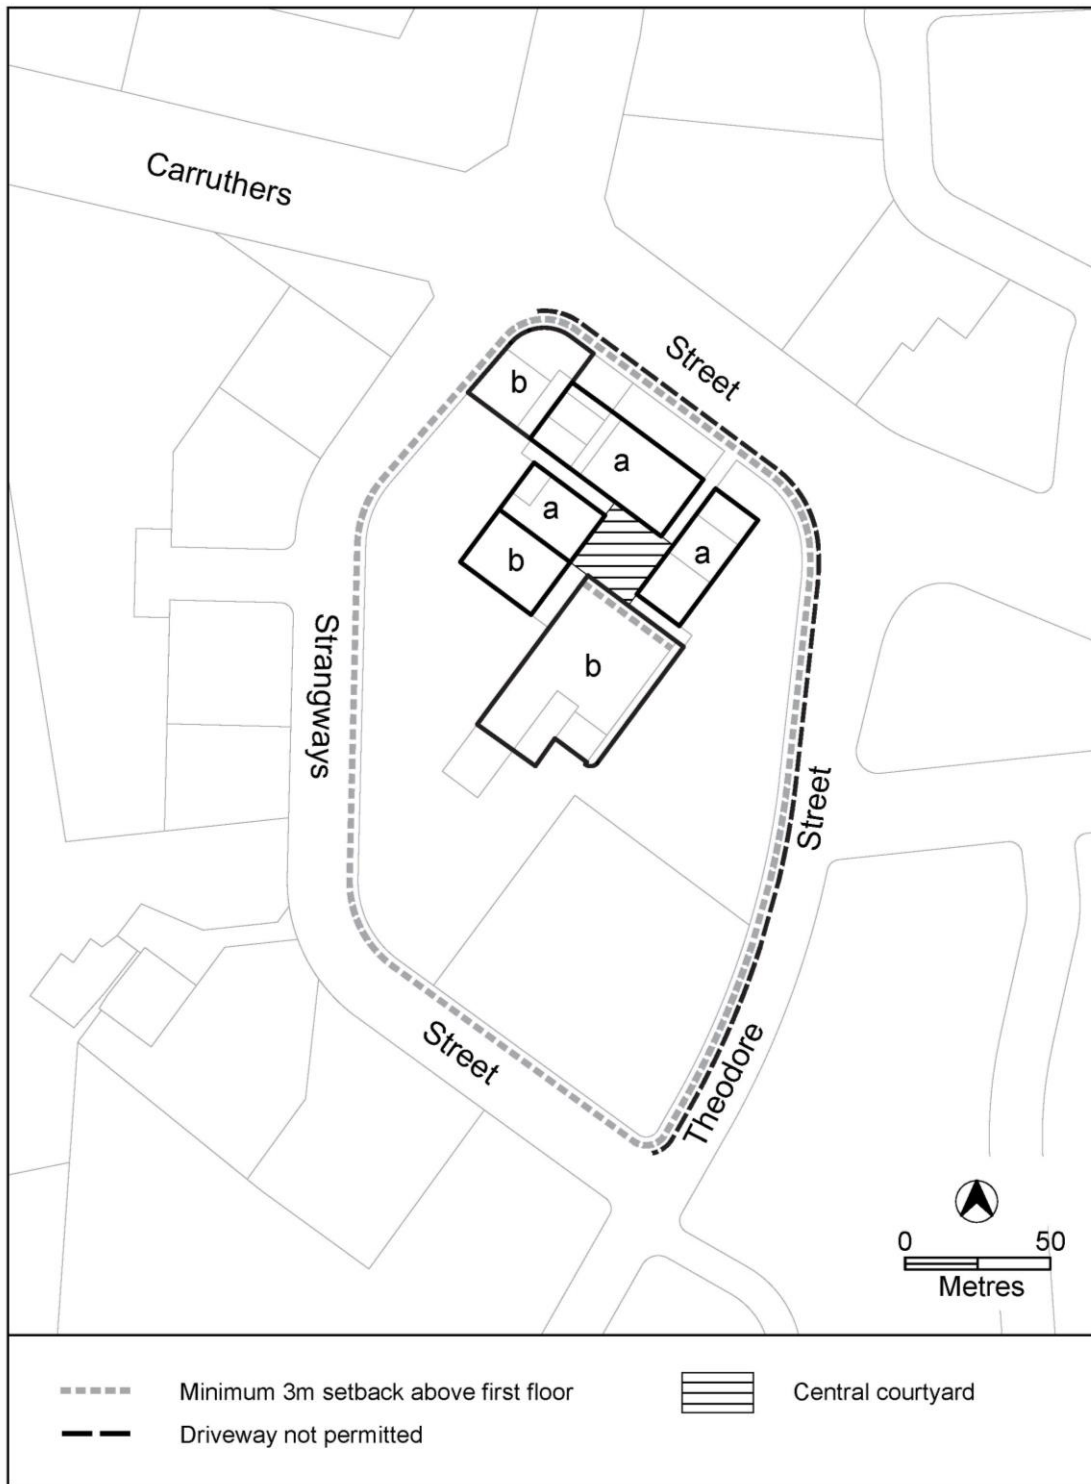 Carruthers
Street
b
a
a
a
b
b
Strangways
Street
Street
Theodore
0 50
Metres
Minimum 3m setback above first floor
Central courtyard
Driveway not permitted